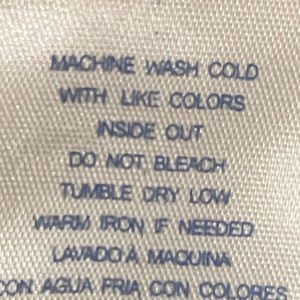 MACHINE WASH COLD
WITH LIKE COLORS
INSIDE OUT
DO NOT BLEACH
TUMBLE DRY LOW
WARM IRON IF NEEDED
LAVADO À MAQUINA
CON AGUA FRIA CON COLORES